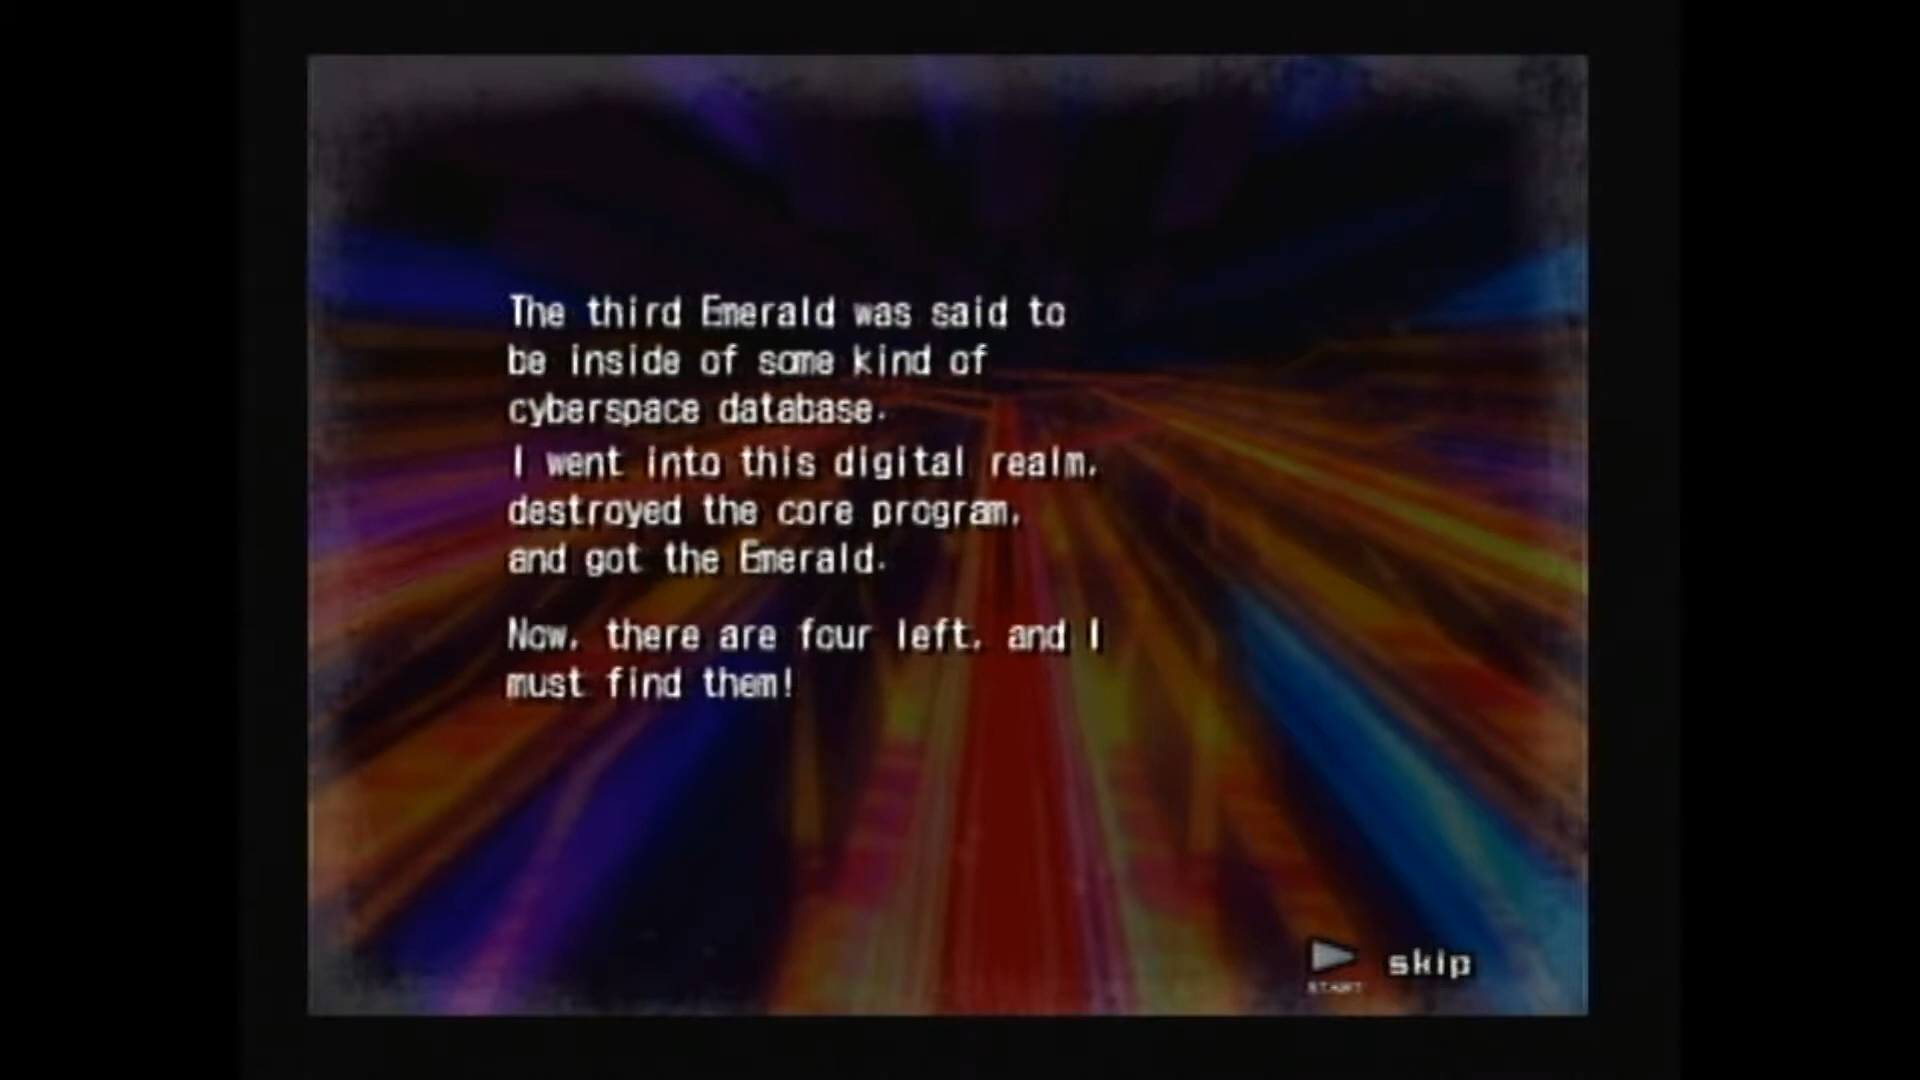 The third Emerald was said to
be inside of some kind of
cyberspace database.
I went into this digital realm,
destroyed the core program,
and got the Emerald.
Now, there are four left, and I
must find them!
skip
START